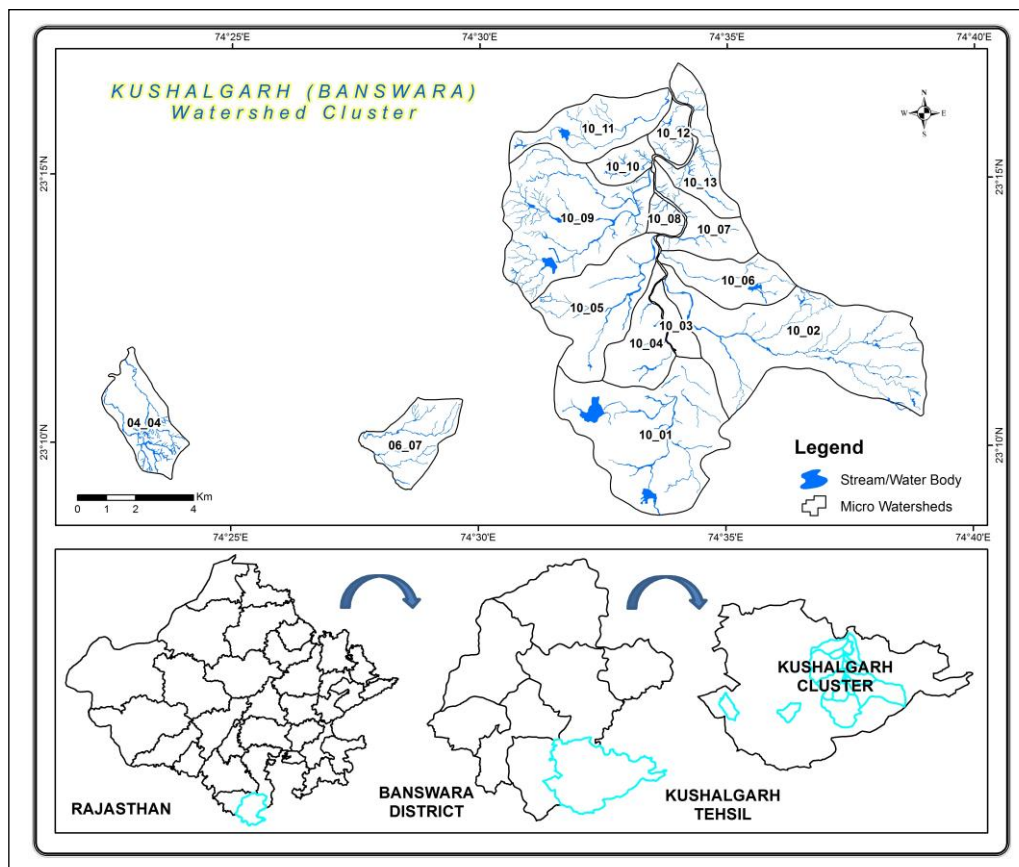 74°25'E
74°30'E
74°35'E
74°40'E
KUSHALGARH (BANSWARA)
Watershed Cluster
N
W E
S
10_11
10_12
10_10
10_13
23°15'N
23°15'N
10_09
10_08
10_07
10_06
10_05
10_03
10_02
10_04
04_04
06_07
10_01
23°10'N
23°10'N
Legend
Stream/Water Body
Micro Watersheds
Km
0 1 2 4
74°25'E
74°30'E
74°35'E
74°40'E
KUSHALGARH
CLUSTER
RAJASTHAN
BANSWARA
DISTRICT
KUSHALGARH
TEHSIL